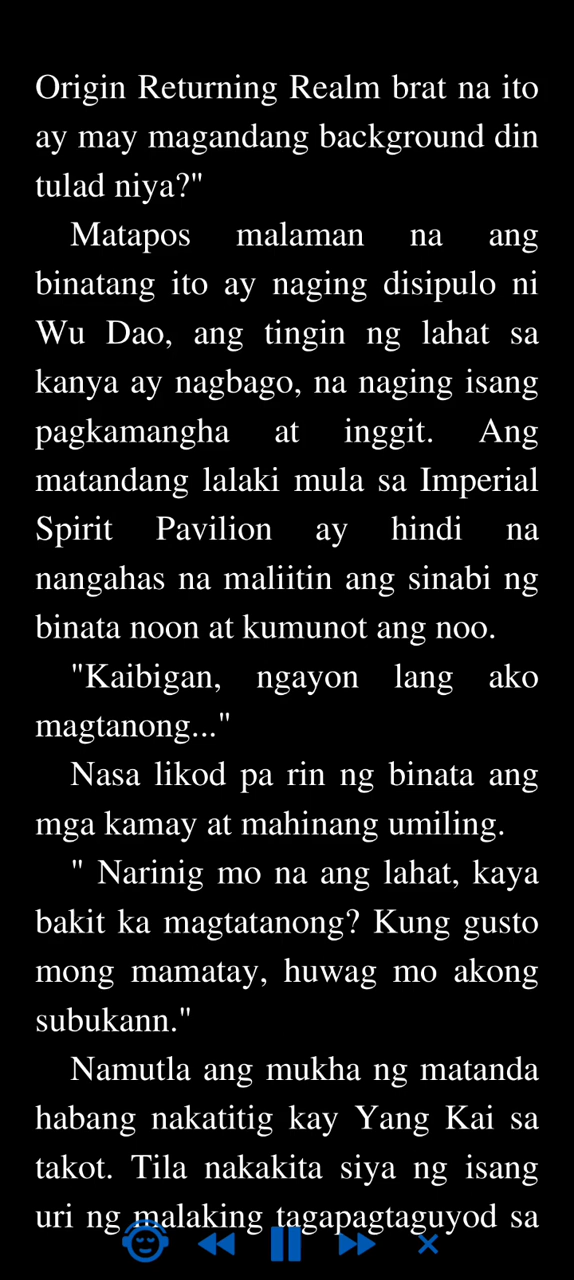 Origin Returning Realm brat na ito
ay may magandang background din
tulad niya?"
Matapos malaman na ang
binatang ito ay naging disipulo ni
Wu Dao, ang tingin ng lahat sa
kanya ay nagbago, na naging isang
pagkamangha at inggit. Ang
matandang lalaki mula sa Imperial
Spirit Pavilion ay hindi na
nangahas na maliitin ang sinabi ng
binata noon at kumunot ang noo.
"Kaibigan, ngayon lang ako
magtanong..."
Nasa likod pa rin ng binata ang
mga kamay at mahinang umiling.
" Narinig mo na ang lahat, kaya
bakit ka magtatanong? Kung gusto
mong mamatay, huwag mo akong
subukann."
Namutla ang mukha ng matanda
habang nakatitig kay Yang Kai sa
takot. Tila nakakita siya ng isang
uri ng malaking tagapagtaguyod sa